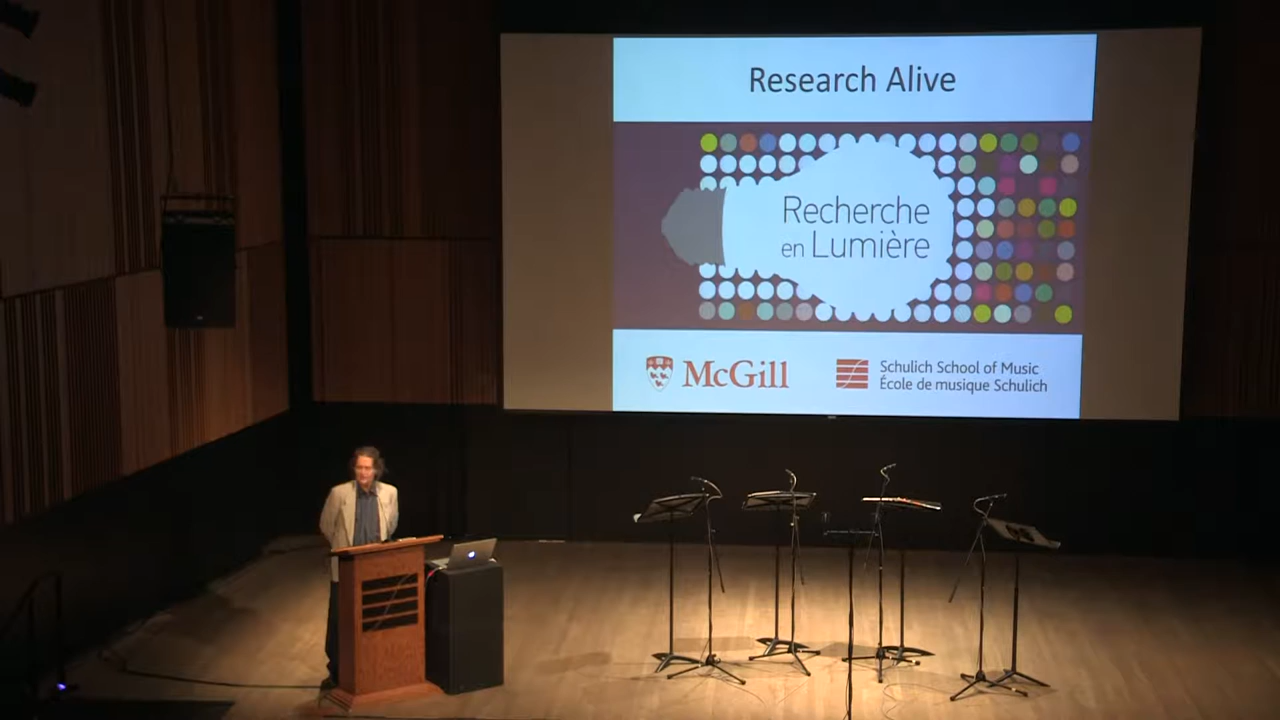 Research Alive
Recherche
en Lumière
McGill
Schulich School of Music
École de musique Schulich